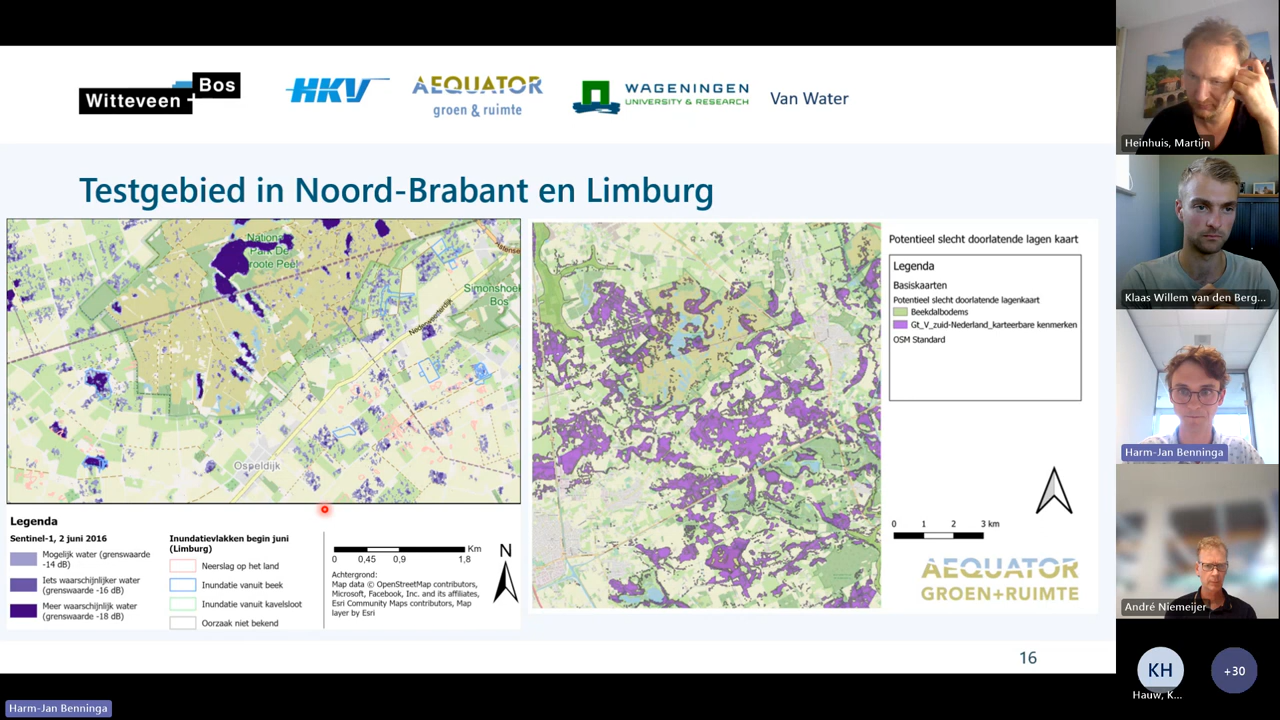 Witteveen + Bos
HKV
AEQUATOR
groen & ruimte
WAGENINGEN
UNIVERSITY & RESEARCH
Van Water
Testgebied in Noord-Brabant en Limburg
Nation
Park De
Groote Peel
Simonshoek
Bos
Ospeldijk
Legenda
Sentinel-1, 2 juni 2016
Mogelijk water (grenswaarde
-14 dB)
Iets waarschijnlijker water
(grenswaarde -16 dB)
Meer waarschijnlijk water
(grenswaarde -18 dB)
Inundatievlakken begin juni
(Limburg)
Neerslag op het land
Inundatie vanuit beek
Inundatie vanuit kavelsloot
Oorzaak niet bekend
Km
0 0,45 0,9 1,8
Achtergrond:
Map data © OpenStreetMap contributors,
Microsoft, Facebook, Inc. and its affiliates,
Esri Community Maps contributors, Map
layer by Esri
N
Potentieel slecht doorlatende lagen kaart
Legenda
Basiskaarten
Potentieel slecht doorlatende lagenkaart
Beekdalbodems
Gt_V_zuid-Nederland_karteerbare kenmerken
OSM Standard
0 1 2 3 km
AEQUATOR
GROEN+RUIMTE
16
Harm-Jan Benninga
Heinhuis, Martijn
Klaas Willem van den Berg...
Harm-Jan Benninga
André Niemeijer
KH
Hauw, K...
+30